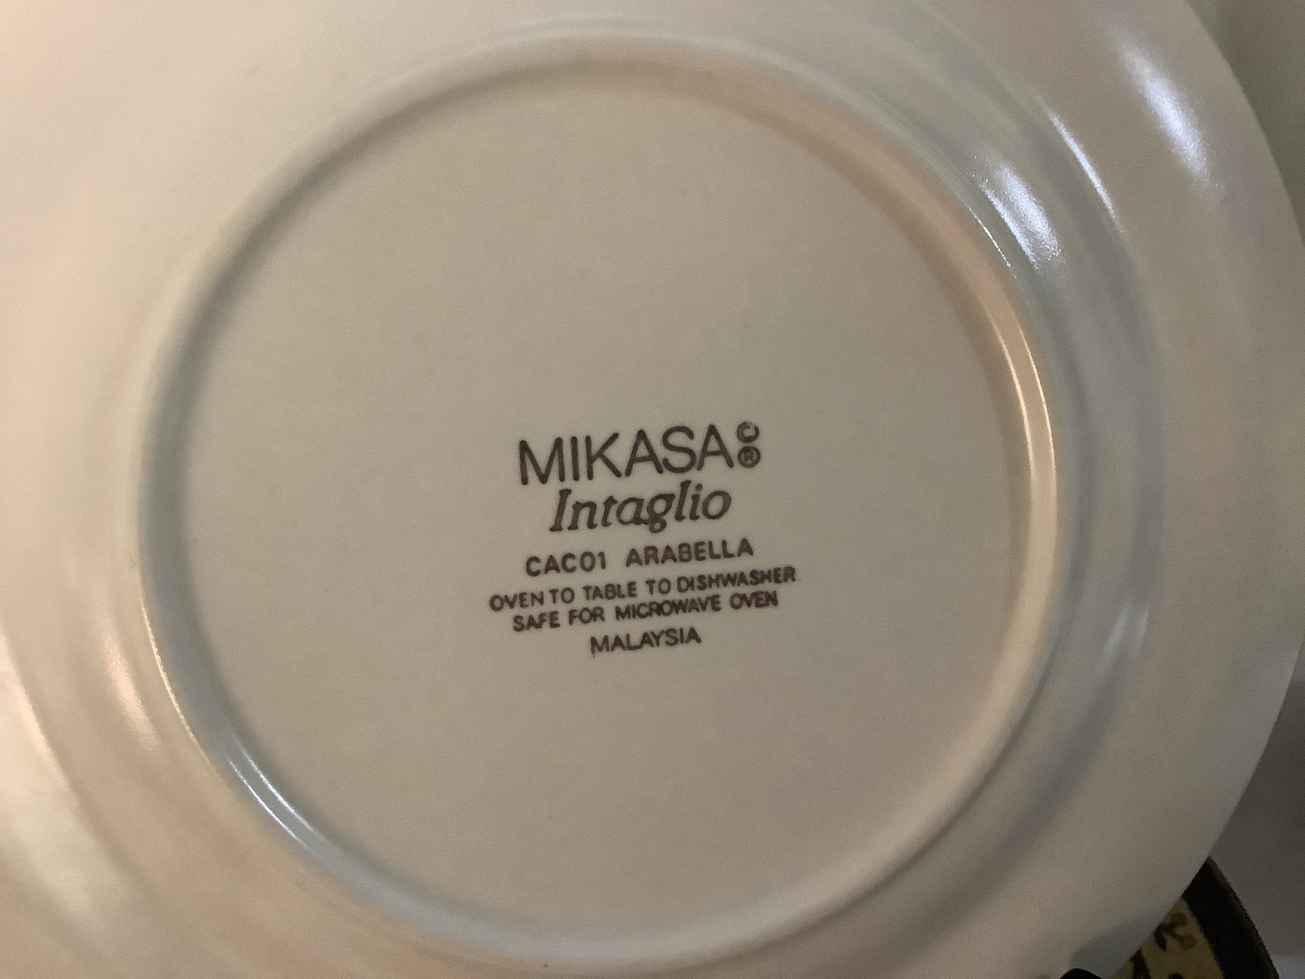 MIKASA ©®
Intaglio
CAC01 ARABELLA
OVEN TO TABLE TO DISHWASHER
SAFE FOR MICROWAVE OVEN
MALAYSIA